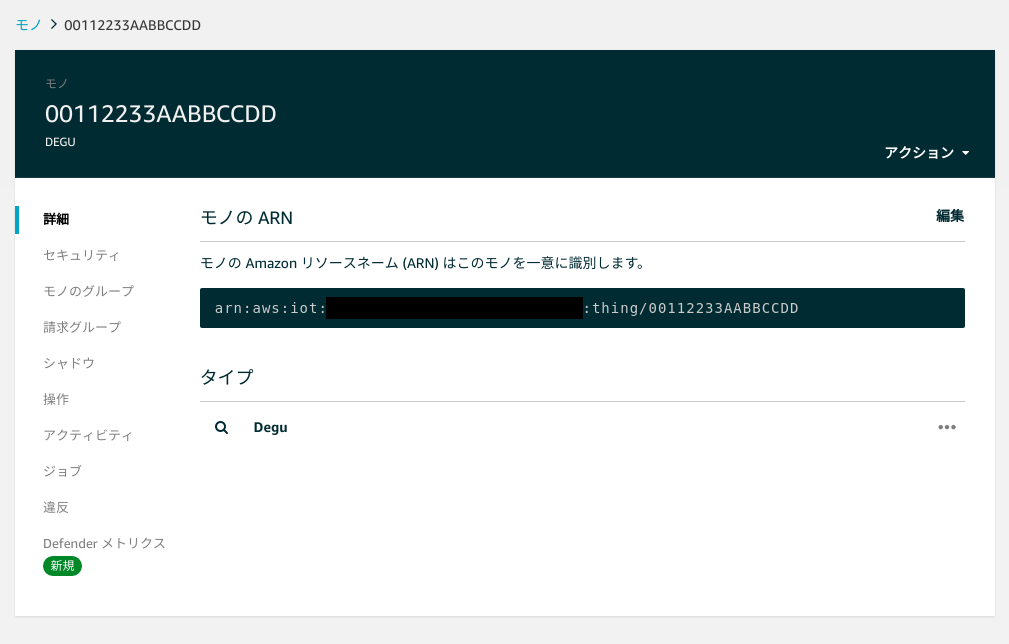 モノ > 00112233AABBCCDD
モノ
00112233AABBCCDD
DEGU
アクション
詳細
セキュリティ
モノのグループ
請求グループ
シャドウ
操作
アクティビティ
ジョブ
違反
Defender メトリクス
新規
モノの ARN
編集
モノの Amazon リソースネーム (ARN) はこのモノを一意に識別します。
arn:aws:iot: :thing/00112233AABBCCDD
タイプ
Degu